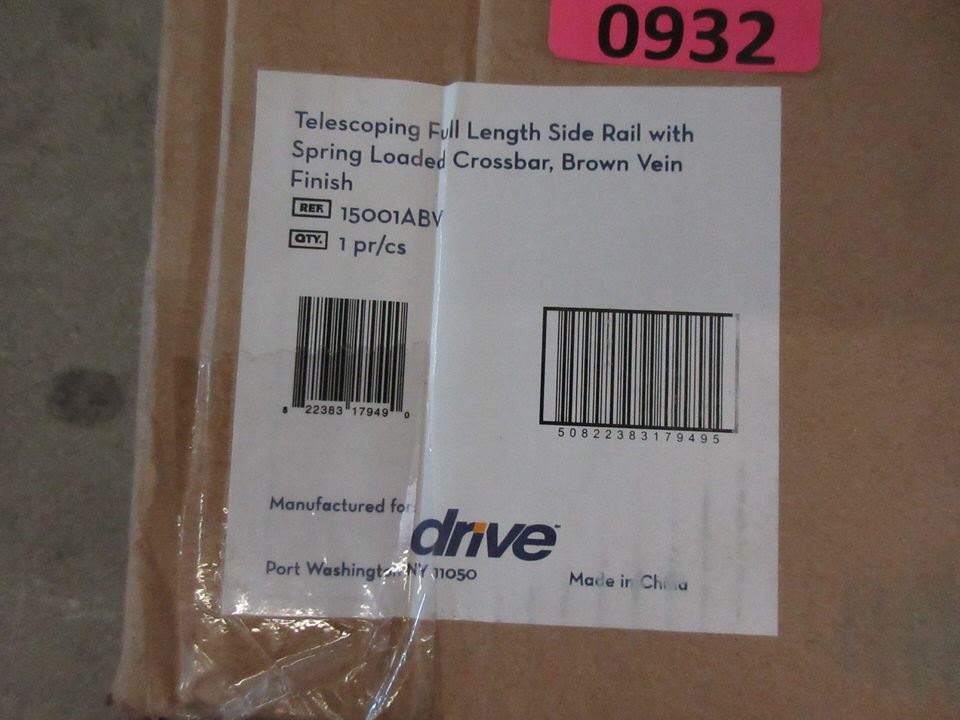 0932
Telescoping Full Length Side Rail with
Spring Loaded Crossbar, Brown Vein
Finish
REF. 15001ABV
QTY. 1 pr/cs
8 22383 17949 0
50822383179495
Manufactured for:
drive™
Port Washington NY 11050
Made in China